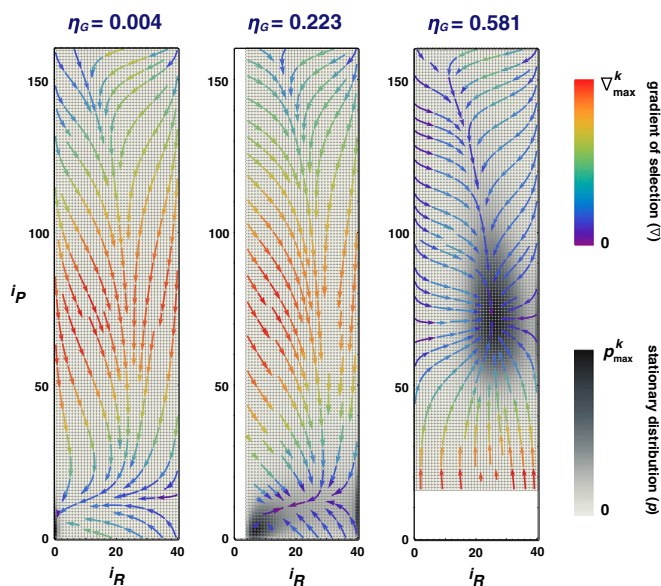 ηG = 0.004 ηG = 0.223 ηG = 0.581
150 150 150
100 100 100
iP
50 50 50
0 0 0
0 20 40 0 20 40 0 20 40
iR iR iR
∇kmax
0
gradient of selection (∇)
pkmax
0
stationary distribution (p)